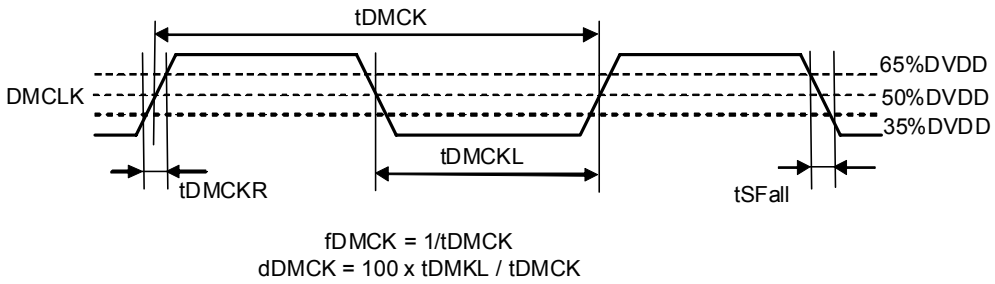 tDMCK
65%DVDD
DMCLK
50%DVDD
35%DVDD
tDMCKL
tDMCKR
tSFall
fDMCK = 1/tDMCK
dDMCK = 100 x tDMKL / tDMCK